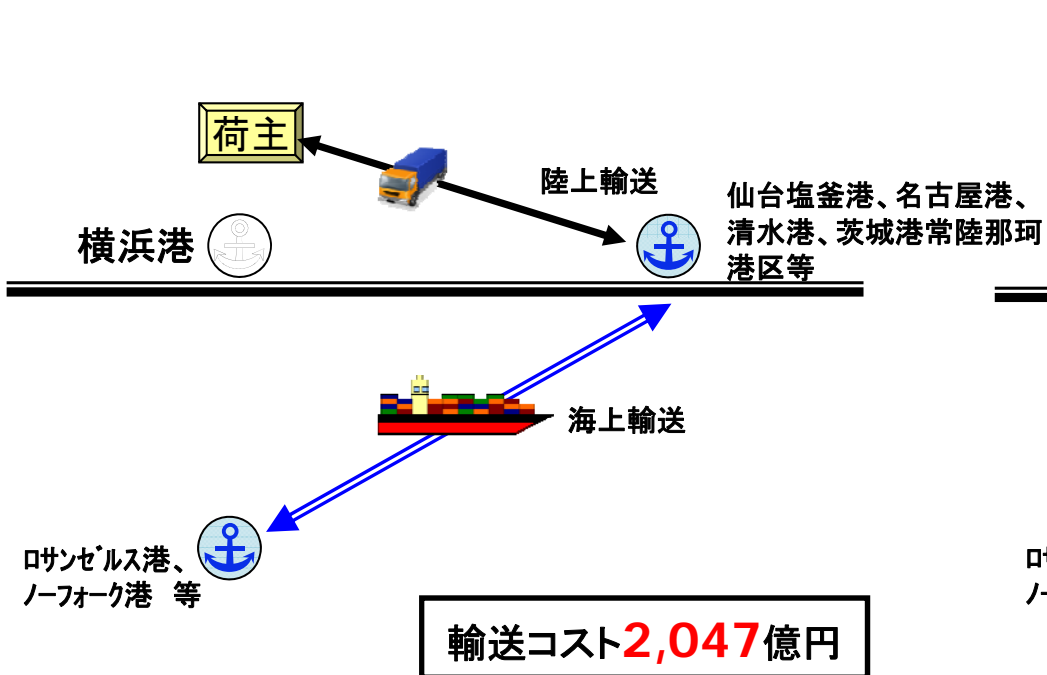 荷主
陸上輸送
仙台塩釜港、名古屋港、
清水港、茨城港常陸那珂
港区等
横浜港
海上輸送
ﾛｻﾝｾﾞﾙｽ港、
ﾉｰﾌｫｰｸ港 等
輸送コスト2,047億円